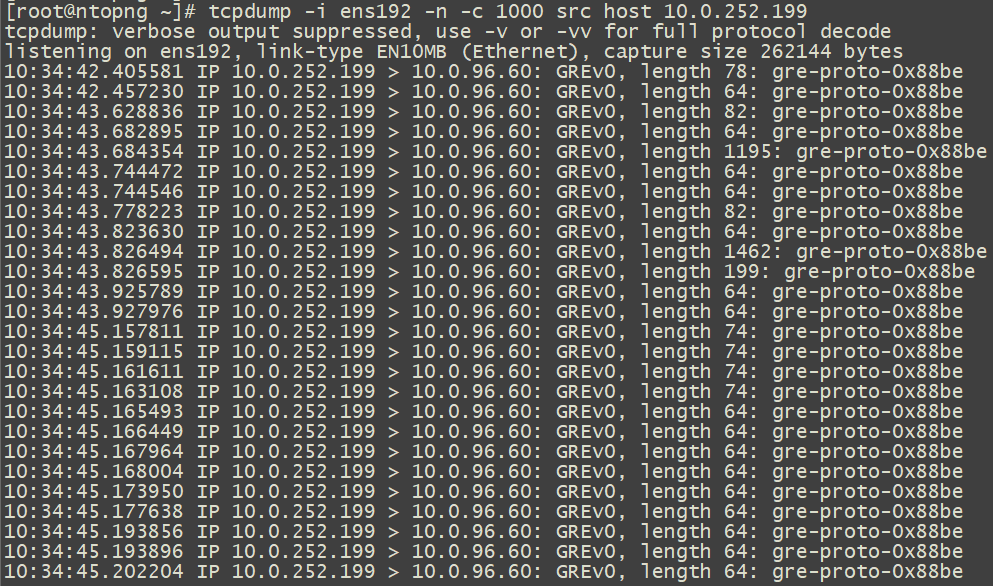 [root@ntopng ~]# tcpdump -i ens192 -n -c 1000 src host 10.0.252.199
tcpdump: verbose output suppressed, use -v or -vv for full protocol decode
listening on ens192, link-type EN10MB (Ethernet), capture size 262144 bytes
10:34:42.405581 IP 10.0.252.199 > 10.0.96.60: GREv0, length 78: gre-proto-0x88be
10:34:42.457230 IP 10.0.252.199 > 10.0.96.60: GREv0, length 64: gre-proto-0x88be
10:34:43.628836 IP 10.0.252.199 > 10.0.96.60: GREv0, length 82: gre-proto-0x88be
10:34:43.682895 IP 10.0.252.199 > 10.0.96.60: GREv0, length 64: gre-proto-0x88be
10:34:43.684354 IP 10.0.252.199 > 10.0.96.60: GREv0, length 1195: gre-proto-0x88be
10:34:43.744472 IP 10.0.252.199 > 10.0.96.60: GREv0, length 64: gre-proto-0x88be
10:34:43.744546 IP 10.0.252.199 > 10.0.96.60: GREv0, length 64: gre-proto-0x88be
10:34:43.778223 IP 10.0.252.199 > 10.0.96.60: GREv0, length 82: gre-proto-0x88be
10:34:43.823630 IP 10.0.252.199 > 10.0.96.60: GREv0, length 64: gre-proto-0x88be
10:34:43.826494 IP 10.0.252.199 > 10.0.96.60: GREv0, length 1462: gre-proto-0x88be
10:34:43.826595 IP 10.0.252.199 > 10.0.96.60: GREv0, length 199: gre-proto-0x88be
10:34:43.925789 IP 10.0.252.199 > 10.0.96.60: GREv0, length 64: gre-proto-0x88be
10:34:43.927976 IP 10.0.252.199 > 10.0.96.60: GREv0, length 64: gre-proto-0x88be
10:34:45.157811 IP 10.0.252.199 > 10.0.96.60: GREv0, length 74: gre-proto-0x88be
10:34:45.159115 IP 10.0.252.199 > 10.0.96.60: GREv0, length 74: gre-proto-0x88be
10:34:45.161611 IP 10.0.252.199 > 10.0.96.60: GREv0, length 74: gre-proto-0x88be
10:34:45.163108 IP 10.0.252.199 > 10.0.96.60: GREv0, length 74: gre-proto-0x88be
10:34:45.165493 IP 10.0.252.199 > 10.0.96.60: GREv0, length 64: gre-proto-0x88be
10:34:45.166449 IP 10.0.252.199 > 10.0.96.60: GREv0, length 64: gre-proto-0x88be
10:34:45.167964 IP 10.0.252.199 > 10.0.96.60: GREv0, length 64: gre-proto-0x88be
10:34:45.168004 IP 10.0.252.199 > 10.0.96.60: GREv0, length 64: gre-proto-0x88be
10:34:45.173950 IP 10.0.252.199 > 10.0.96.60: GREv0, length 64: gre-proto-0x88be
10:34:45.177638 IP 10.0.252.199 > 10.0.96.60: GREv0, length 64: gre-proto-0x88be
10:34:45.193856 IP 10.0.252.199 > 10.0.96.60: GREv0, length 64: gre-proto-0x88be
10:34:45.193896 IP 10.0.252.199 > 10.0.96.60: GREv0, length 64: gre-proto-0x88be
10:34:45.202204 IP 10.0.252.199 > 10.0.96.60: GREv0, length 64: gre-proto-0x88be